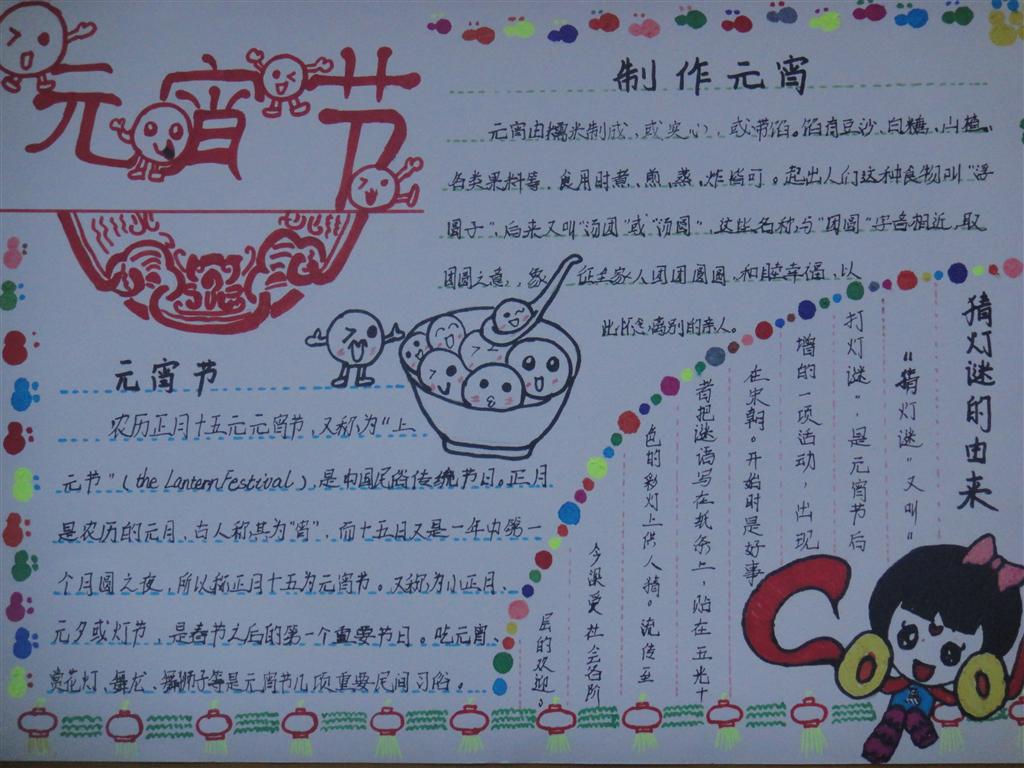 元宵节
制作元宵
元宵由糯米制成，或实心，或带馅。馅有豆沙、白糖、山楂、
各类果料等，食用时煮、煎、蒸、炸皆可。起出人们这种食物叫“浮
圆子”，后来又叫“汤团”或“汤圆”，这些名称与“团圆”字音相近，取
团圆之意，象征全家人团团圆圆，和睦幸福，以
此怀念离别的亲人。
元宵节
农历正月十五元元宵节，又称为“上
元节”（the Lantern Festival），是中国民俗传统节日。正月
是农历的元月，古人称其为“宵”，而十五日又是一年中第一
个月圆之夜，所以称正月十五为元宵节。又称为小正月、
元夕或灯节，是春节之后的第一个重要节日。吃元宵、
赏花灯、舞龙、舞狮子等是元宵节几项重要民间习俗。
猜灯谜的由来
“猜灯谜”又叫“
打灯谜”，是元宵节后
增的一项活动，出现
在宋朝。开始时是好事
者把谜语写在纸条上，贴在五光十
色的彩灯上供人猜。流传至
今深受社会各阶
层的欢迎。